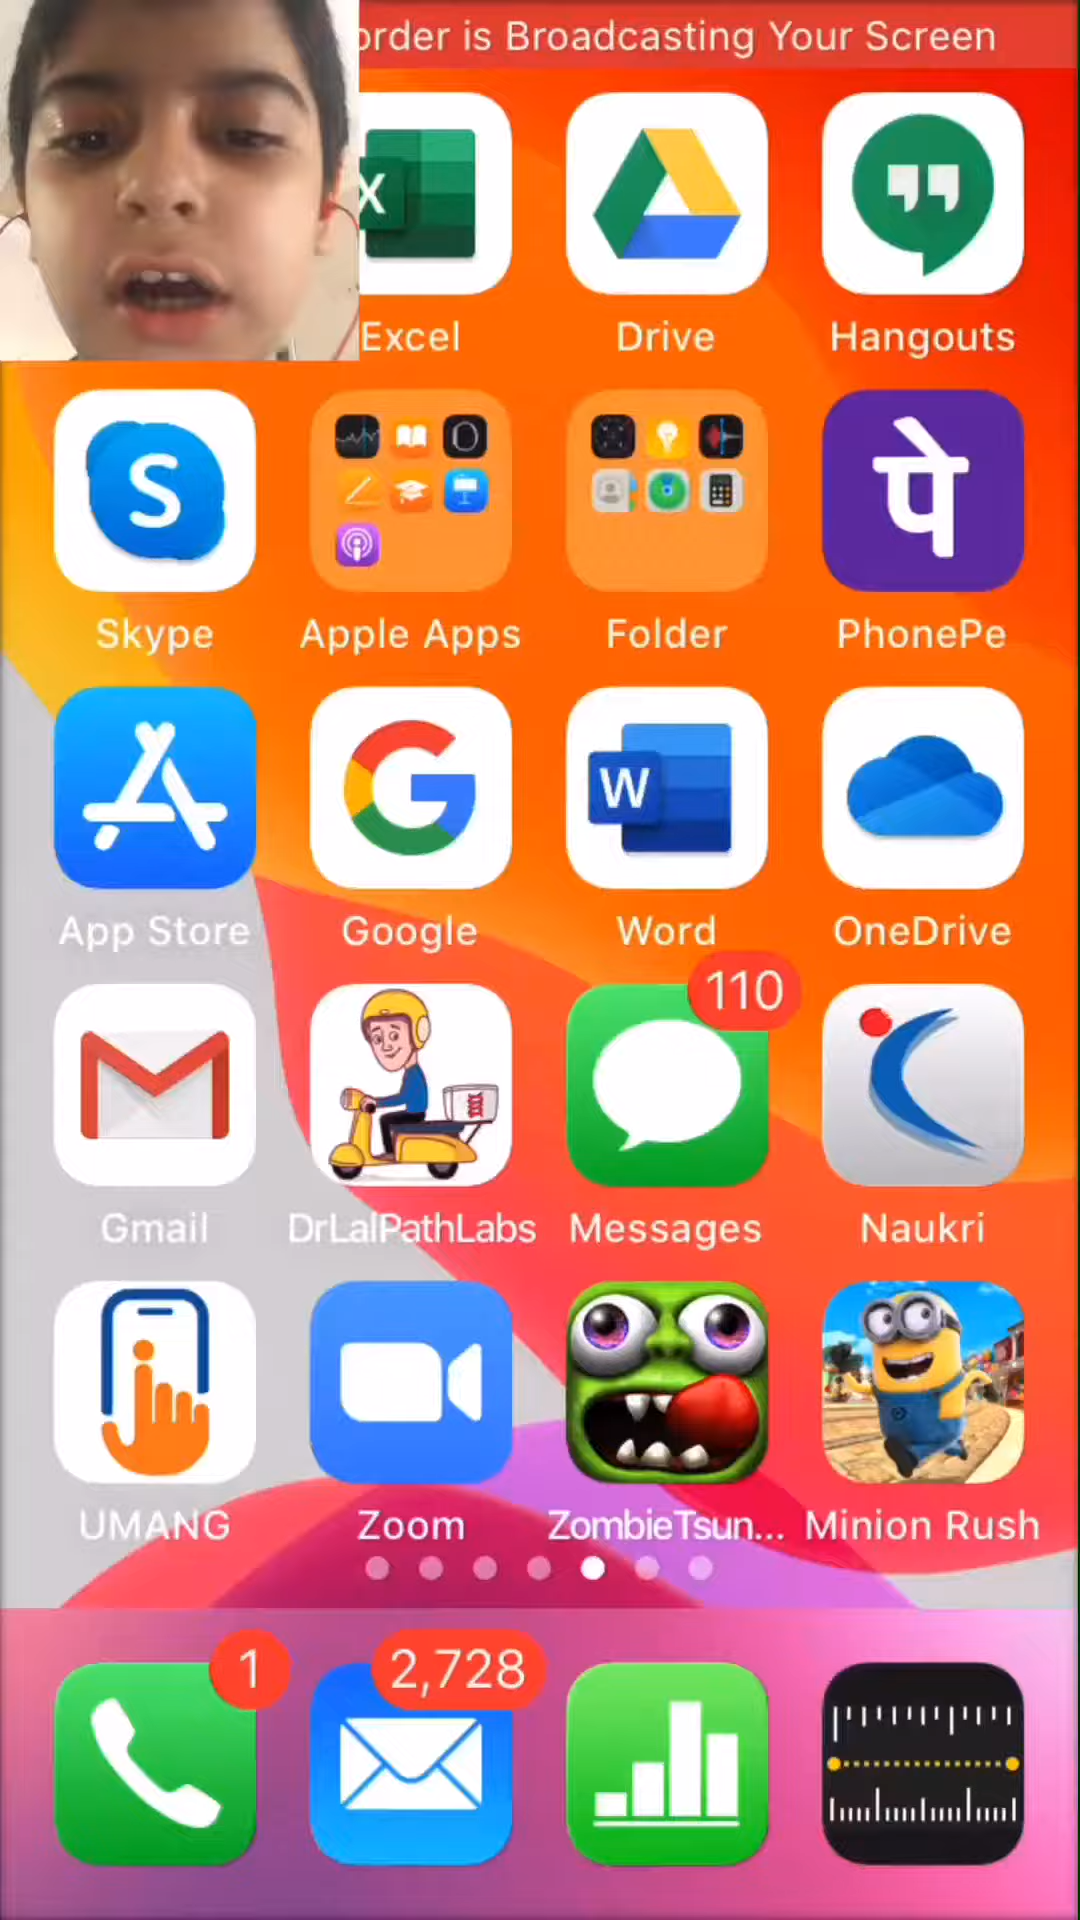 order is Broadcasting Your Screen
X
Excel
Drive
Hangouts
S
पे
Skype
Apple Apps
Folder
PhonePe
G
W
App Store
Google
Word
OneDrive
110
Gmail
DrLalPathLabs
Messages
Naukri
UMANG
Zoom
ZombieTsun...
Minion Rush
1
2,728